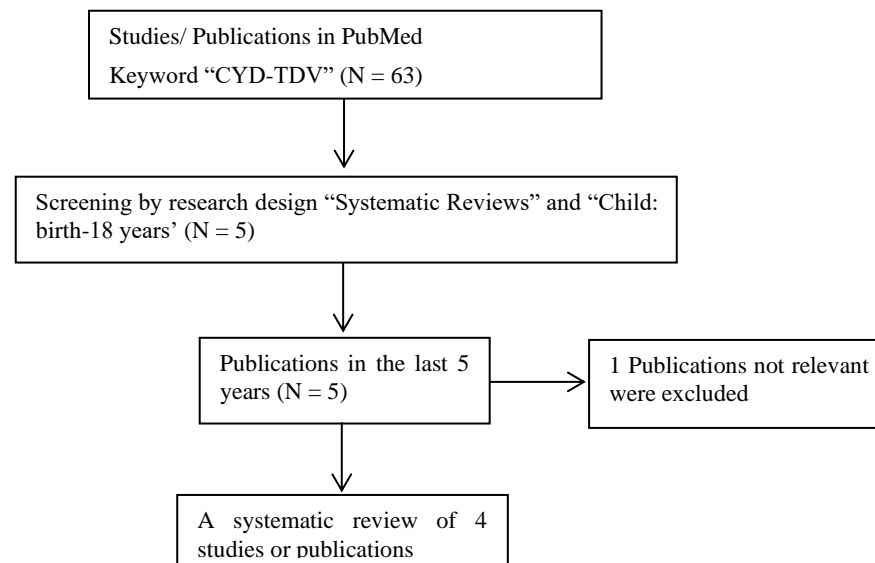 Studies/ Publications in PubMed
Keyword “CYD-TDV” (N = 63)
Screening by research design “Systematic Reviews” and “Child:
birth-18 years’ (N = 5)
Publications in the last 5
years (N = 5)
1 Publications not relevant
were excluded
A systematic review of 4
studies or publications